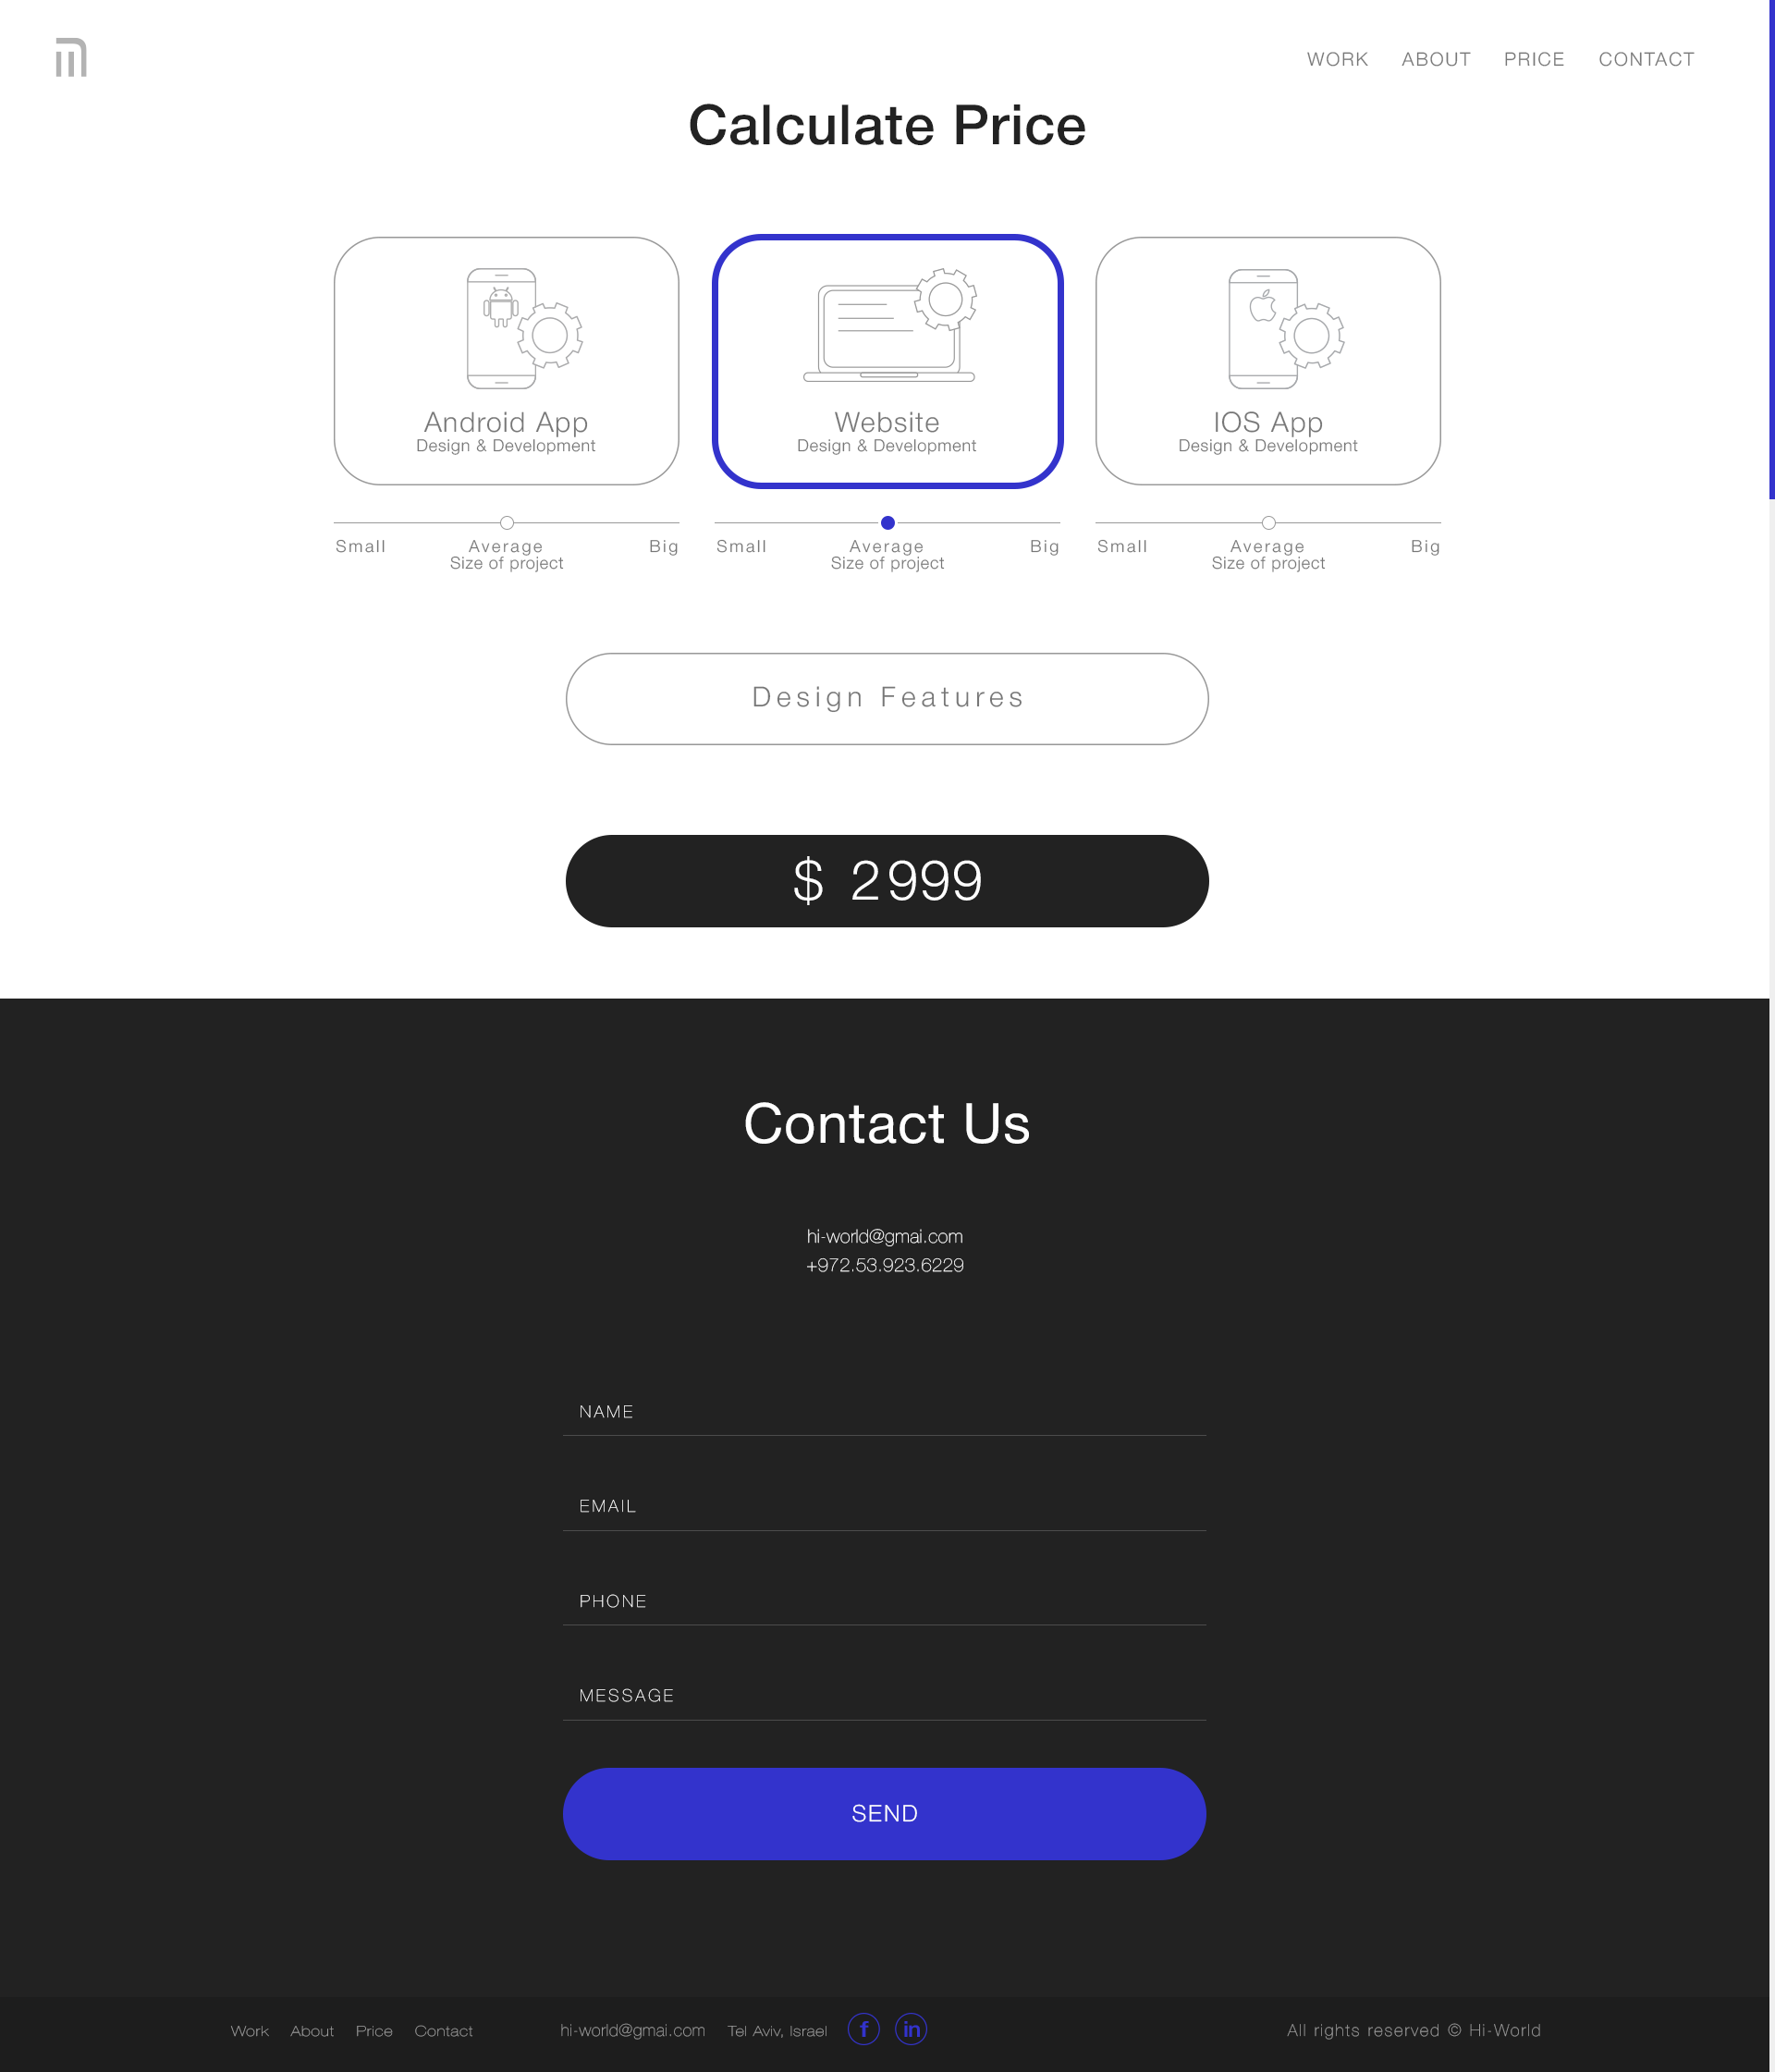 WORK ABOUT PRICE CONTACT
Calculate Price
Android App
Design & Development
Website
Design & Development
IOS App
Design & Development
Small Average Big
Size of project
Small Average Big
Size of project
Small Average Big
Size of project
Design Features
$ 2999
Contact Us
hi-world@gmai.com
+972.53.923.6229
NAME
EMAIL
PHONE
MESSAGE
SEND
Work About Price Contact hi-world@gmai.com Tel Aviv, Israel f in All rights reserved © Hi-World